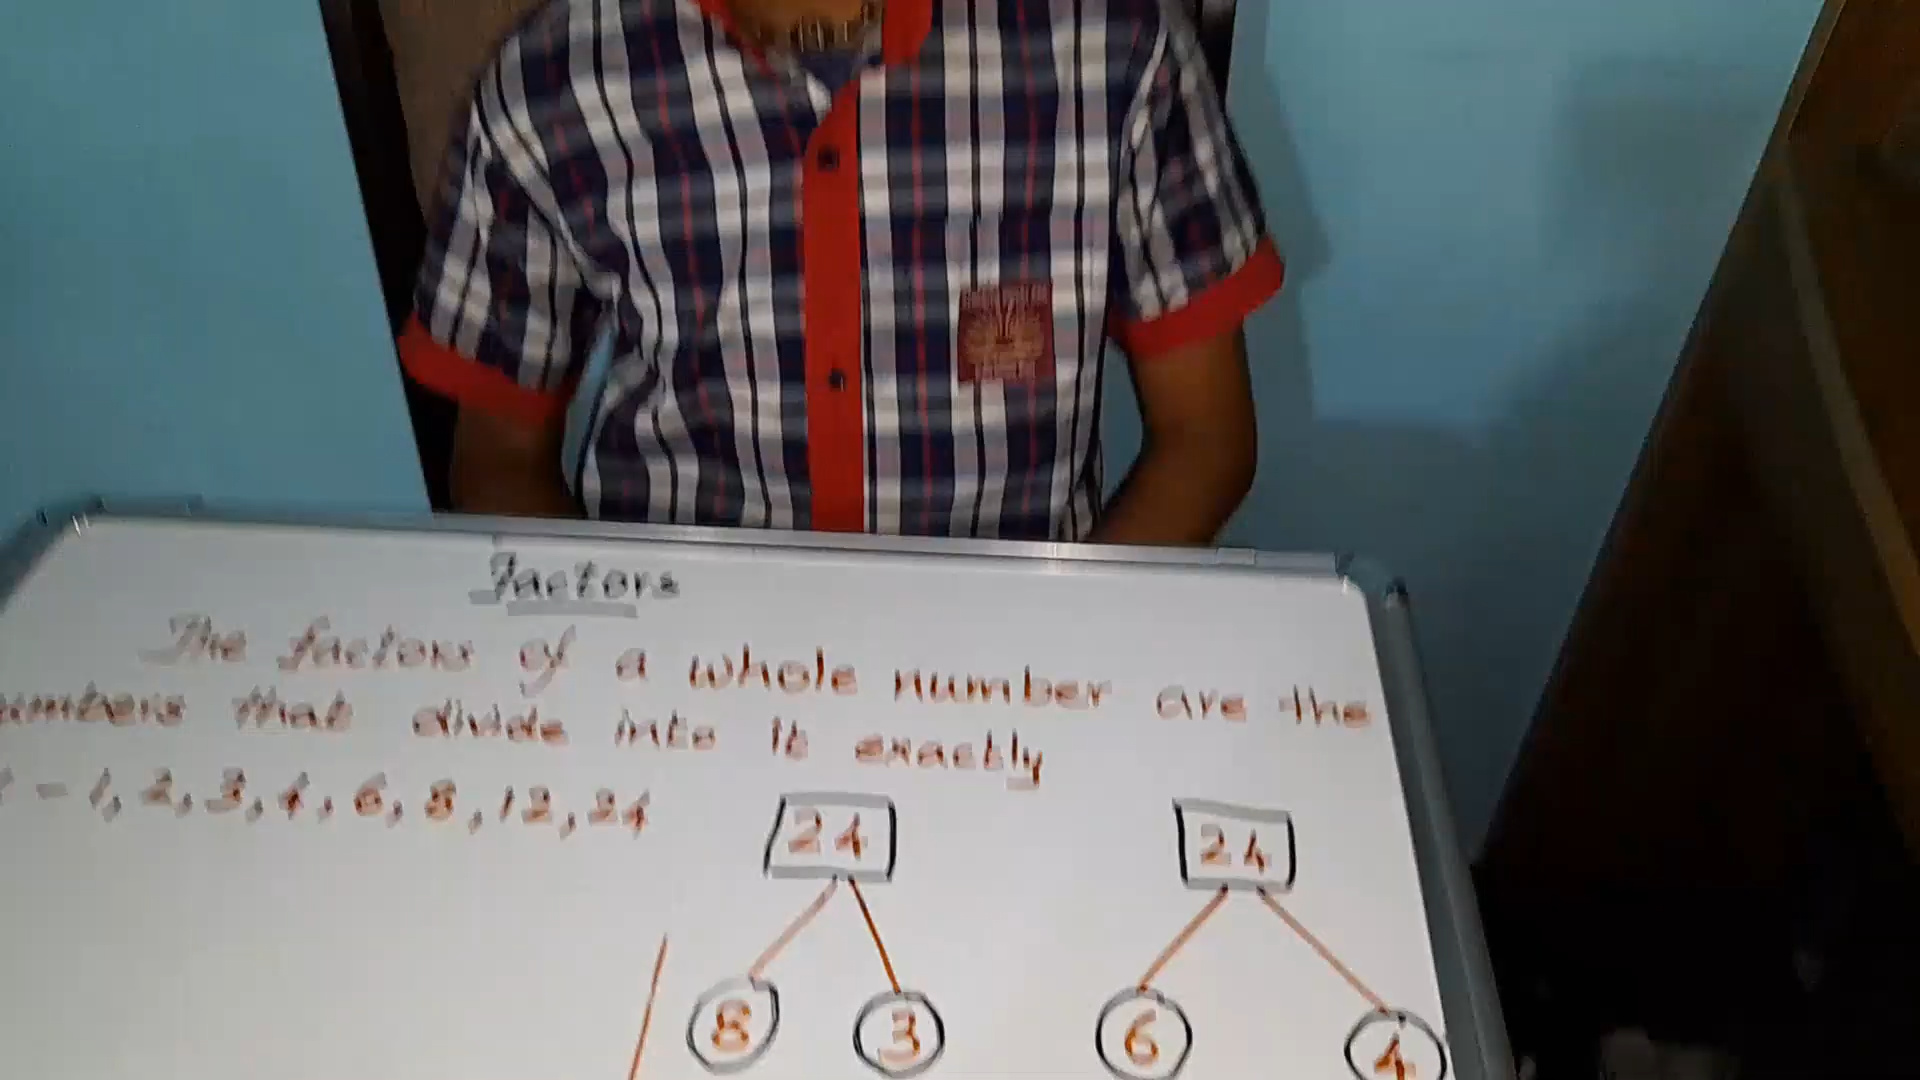 Factors
The factors of a whole number are the
numbers that divide into it exactly
- 1, 2, 3, 4, 6, 8, 12, 24
24 24
8 3 6 4